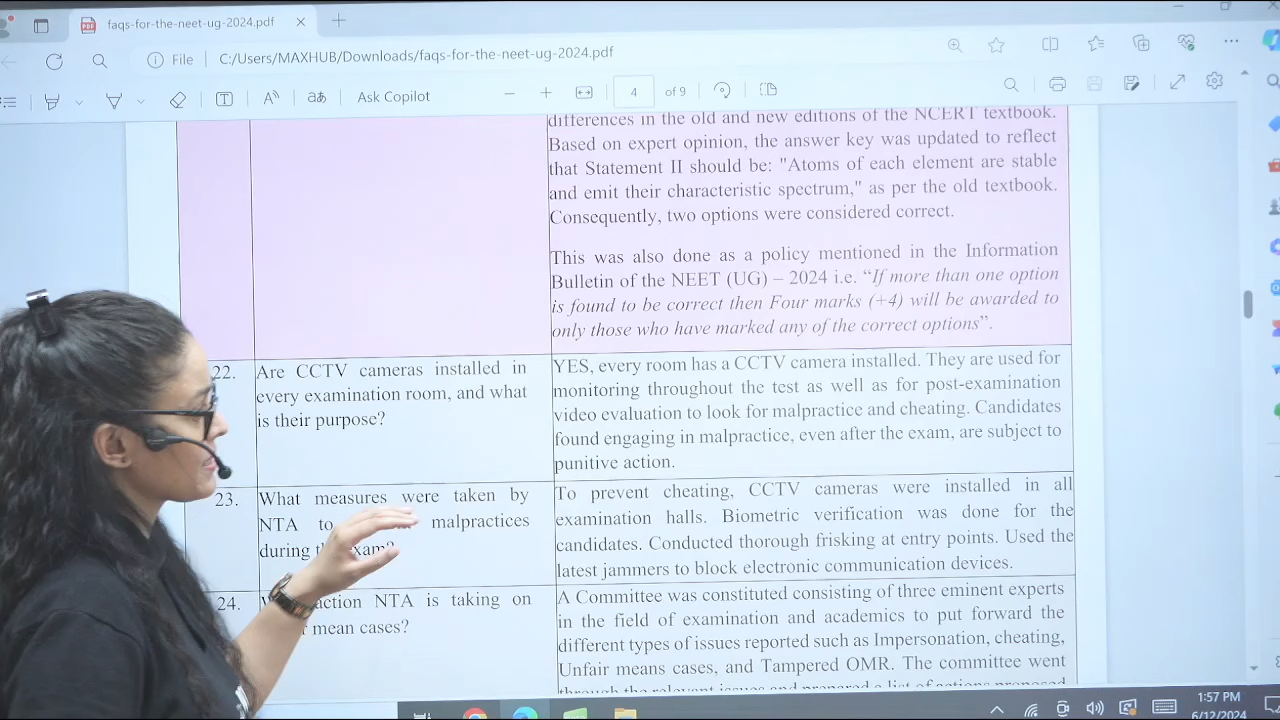 faqs-for-the-neet-ug-2024.pdf
File C:/Users/MAXHUB/Downloads/faqs-for-the-neet-ug-2024.pdf
Ask Copilot
4 of 9
differences in the old and new editions of the NCERT textbook.
Based on expert opinion, the answer key was updated to reflect
that Statement II should be: "Atoms of each element are stable
and emit their characteristic spectrum," as per the old textbook.
Consequently, two options were considered correct.
This was also done as a policy mentioned in the Information
Bulletin of the NEET (UG) – 2024 i.e. “If more than one option
is found to be correct then Four marks (+4) will be awarded to
only those who have marked any of the correct options”.
22.
Are CCTV cameras installed in
every examination room, and what
is their purpose?
YES, every room has a CCTV camera installed. They are used for
monitoring throughout the test as well as for post-examination
video evaluation to look for malpractice and cheating. Candidates
found engaging in malpractice, even after the exam, are subject to
punitive action.
23.
What measures were taken by
NTA to malpractices
during
To prevent cheating, CCTV cameras were installed in all
examination halls. Biometric verification was done for the
candidates. Conducted thorough frisking at entry points. Used the
latest jammers to block electronic communication devices.
24.
action NTA is taking on
mean cases?
A Committee was constituted consisting of three eminent experts
in the field of examination and academics to put forward the
different types of issues reported such as Impersonation, cheating,
Unfair means cases, and Tampered OMR. The committee went
through the relevant issues and prepared a list of actions proposed
1:57 PM
6/12/2024